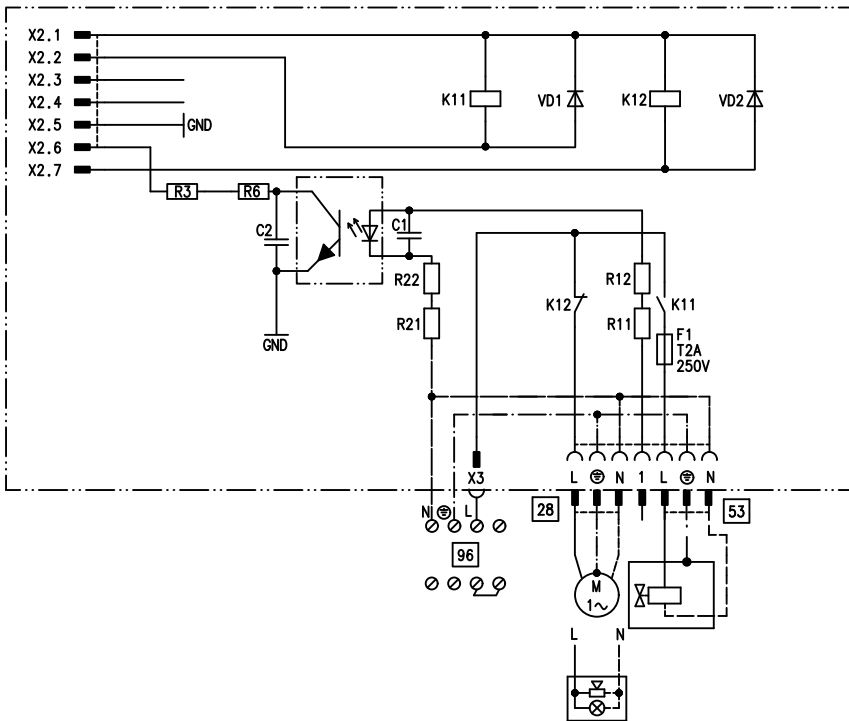 X2.1
X2.2
X2.3
X2.4
X2.5
X2.6
X2.7
K11
VD1
K12
VD2
GND
R3
R6
C2
C1
GND
R22
R21
K12
R12
R11
K11
F1
T2A
250V
X3
L
N
1
L
N
N
L
28
53
96
M
1~
L
N